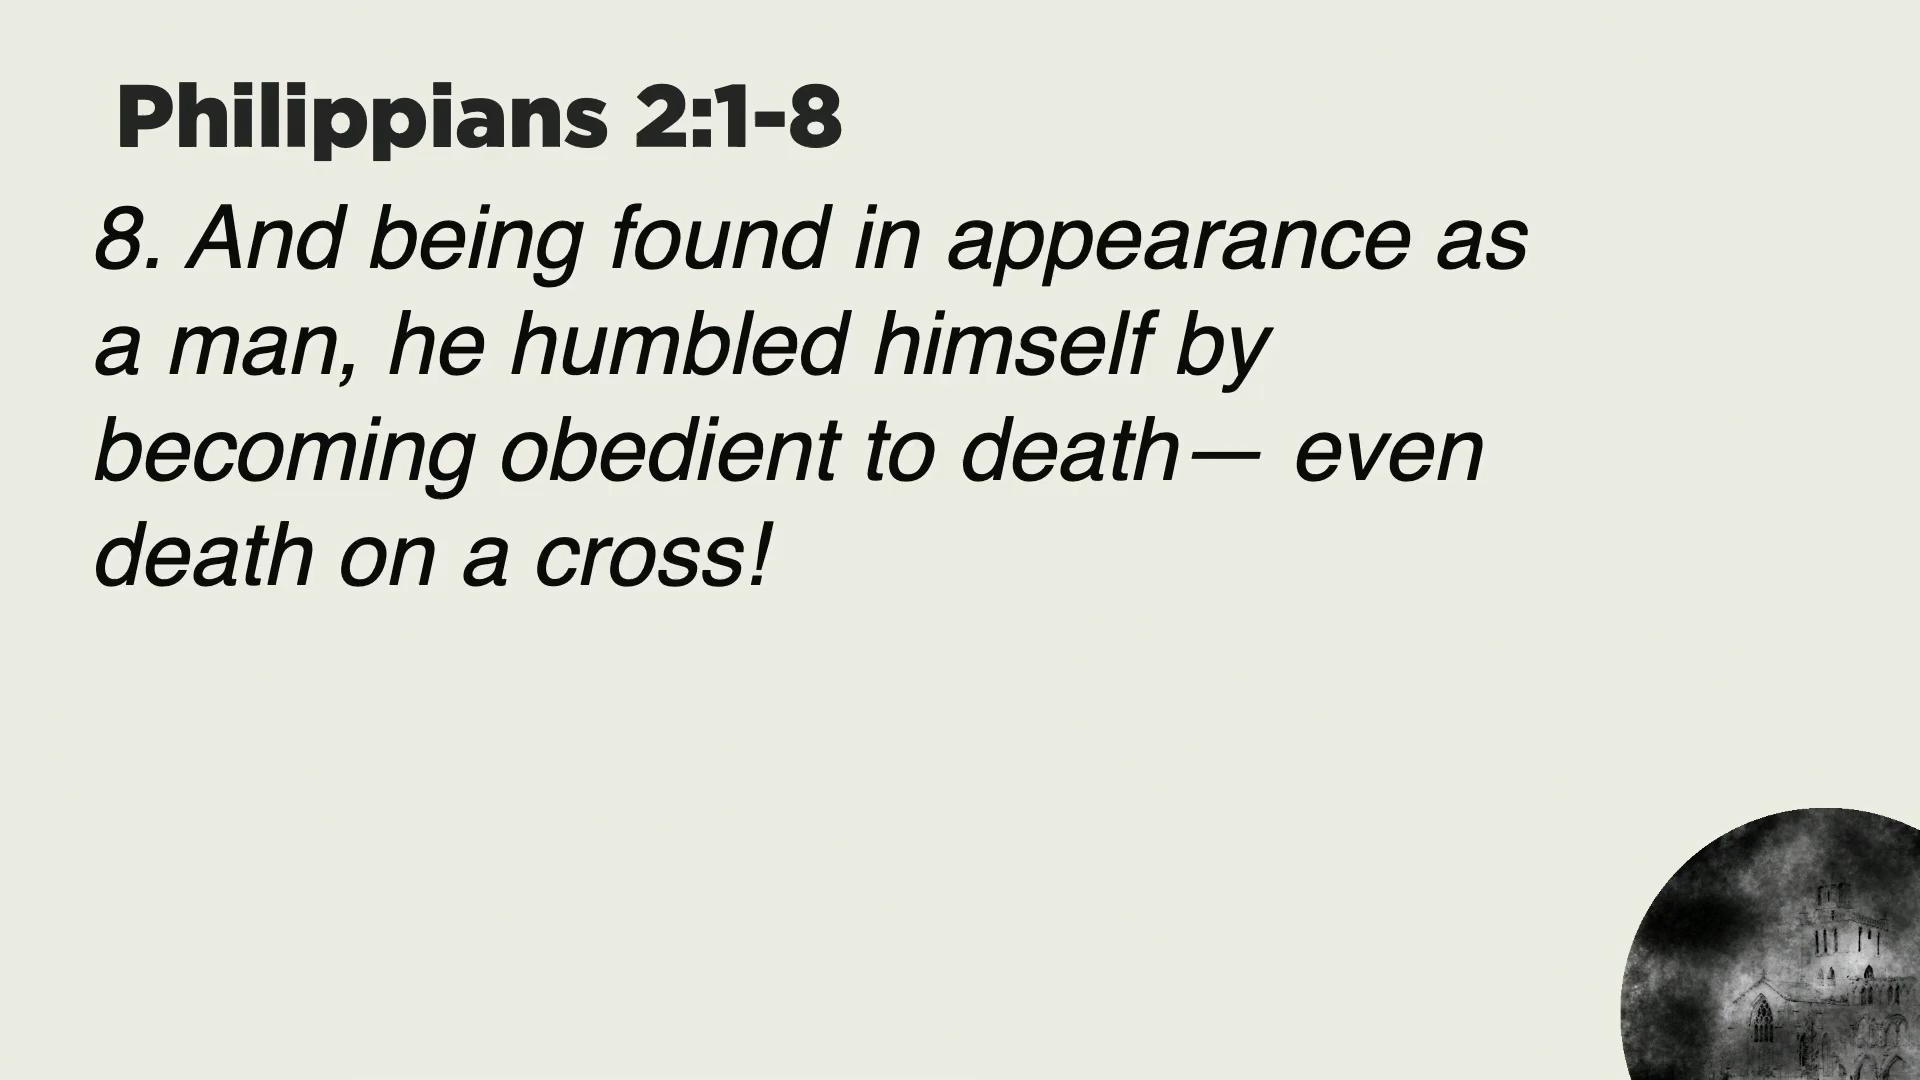 Philippians 2:1-8
8. And being found in appearance as
a man, he humbled himself by
becoming obedient to death— even
death on a cross!